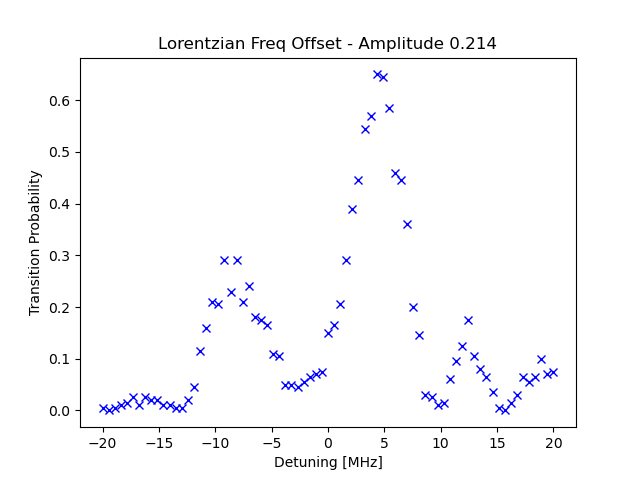 Lorentzian Freq Offset - Amplitude 0.214
Transition Probability
0.6
0.5
0.4
0.3
0.2
0.1
0.0
−20 −15 −10 −5 0 5 10 15 20
Detuning [MHz]